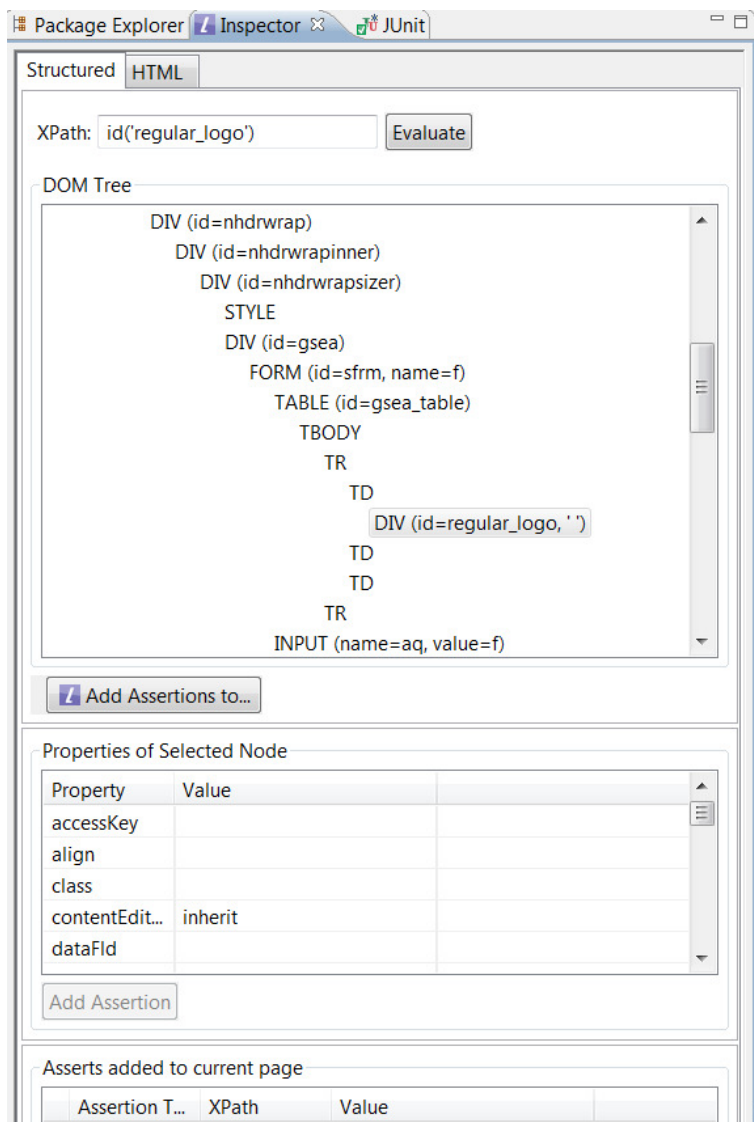 Package Explorer Inspector JUnit
Structured HTML
XPath: id('regular_logo') Evaluate
DOM Tree
DIV (id=nhdrwrap)
DIV (id=nhdrwrapinner)
DIV (id=nhdrwrapsizer)
STYLE
DIV (id=gsea)
FORM (id=sfrm, name=f)
TABLE (id=gsea_table)
TBODY
TR
TD
DIV (id=regular_logo, ' ')
TD
TD
TR
INPUT (name=aq, value=f)
Add Assertions to...
Properties of Selected Node
Property Value
accessKey
align
class
contentEdit... inherit
dataFld
Add Assertion
Asserts added to current page
Assertion T... XPath Value